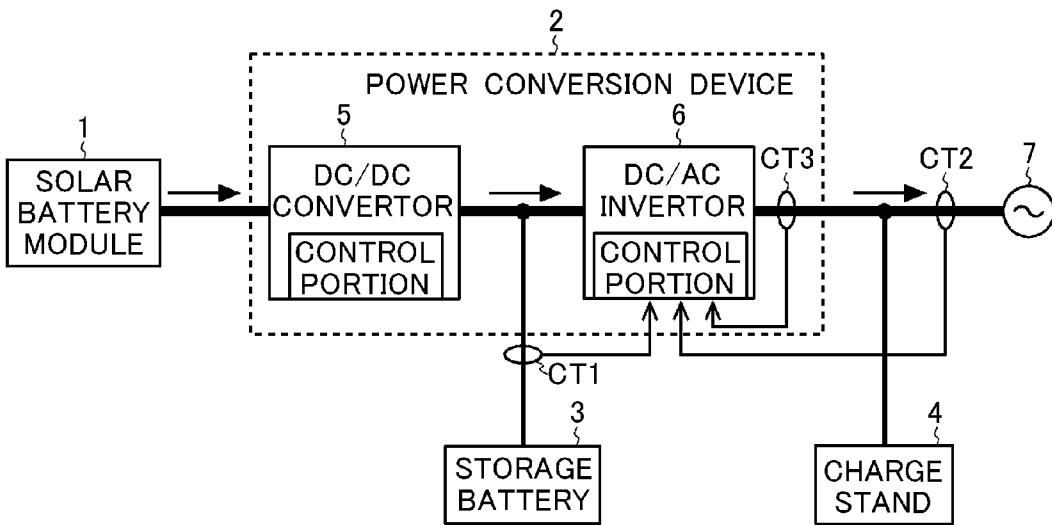 2
POWER CONVERSION DEVICE
1
SOLAR
BATTERY
MODULE
5
DC/DC
CONVERTOR
CONTROL
PORTION
6
DC/AC
INVERTOR
CONTROL
PORTION
CT3
CT2
7
CT1
3
STORAGE
BATTERY
4
CHARGE
STAND